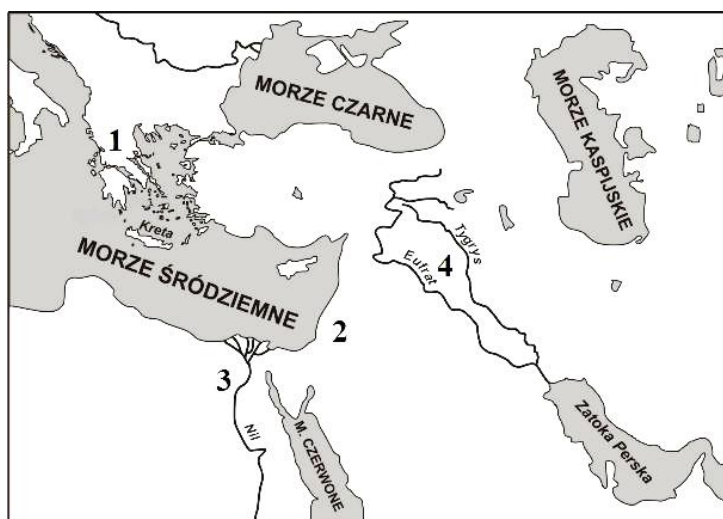 MORZE CZARNE
MORZE KASPIJSKIE
1
Kreta
Tygrys
Eufrat
4
MORZE ŚRÓDZIEMNE
2
3
Nil
M. CZERWONE
Zatoka Perska